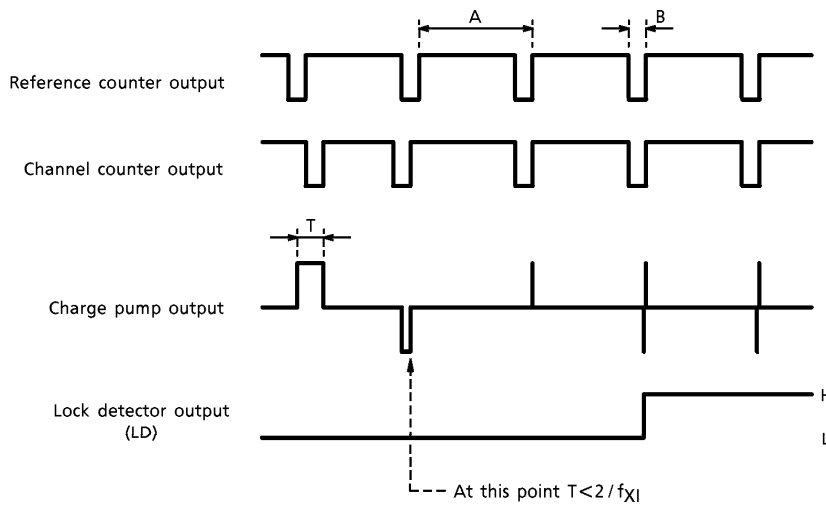 A
B
Reference counter output
Channel counter output
T
Charge pump output
H
Lock detector output
(LD)
L
At this point T<2/fXI